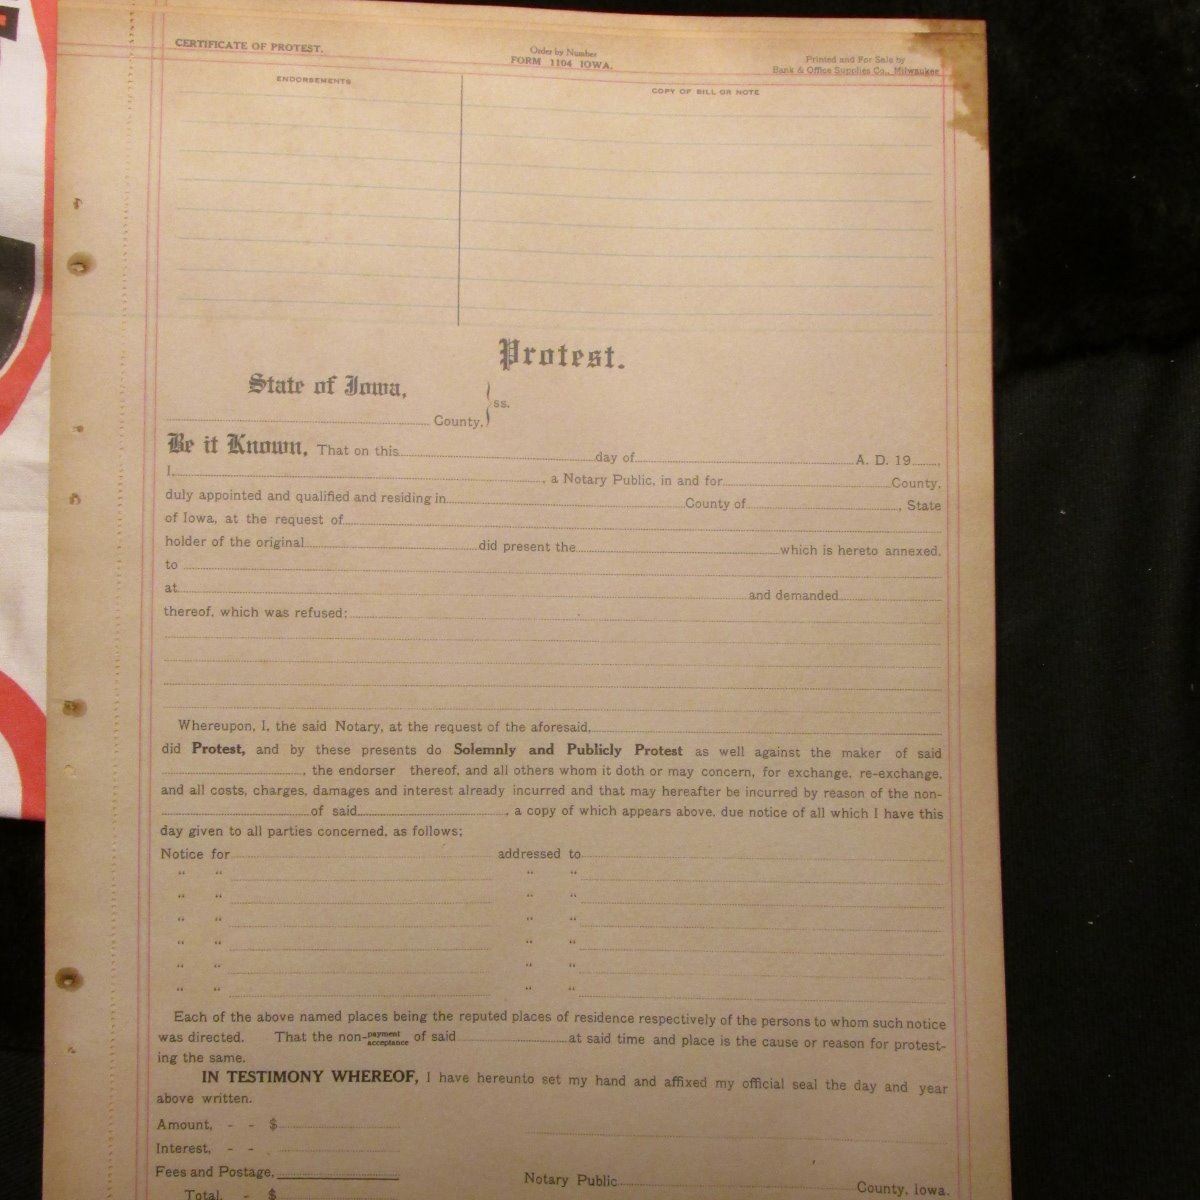 CERTIFICATE OF PROTEST.
Order by Number
FORM 1104 IOWA.
Printed and For Sale by
Bank & Office Supplies Co., Milwaukee
ENDORSEMENTS
COPY OF BILL OR NOTE
Protest.
State of Iowa,
ss.
County,
Be it Known, That on this day of A. D. 19 ,
I, , a Notary Public, in and for County,
duly appointed and qualified and residing in County of , State
of Iowa, at the request of
holder of the original did present the which is hereto annexed,
to
at and demanded
thereof, which was refused;
Whereupon, I, the said Notary, at the request of the aforesaid,
did Protest, and by these presents do Solemnly and Publicly Protest as well against the maker of said
, the endorser thereof, and all others whom it doth or may concern, for exchange, re-exchange,
and all costs, charges, damages and interest already incurred and that may hereafter be incurred by reason of the non-
of said , a copy of which appears above, due notice of all which I have this
day given to all parties concerned, as follows;
Notice for addressed to
“ “ “ “
“ “ “ “
“ “ “ “
“ “ “ “
“ “ “ “
“ “ “ “
Each of the above named places being the reputed places of residence respectively of the persons to whom such notice
was directed. That the non-payment acceptance of said at said time and place is the cause or reason for protest-
ing the same.
IN TESTIMONY WHEREOF, I have hereunto set my hand and affixed my official seal the day and year
above written.
Amount, - - $
Interest, - -
Fees and Postage,
Notary Public County, Iowa.
Total, - $